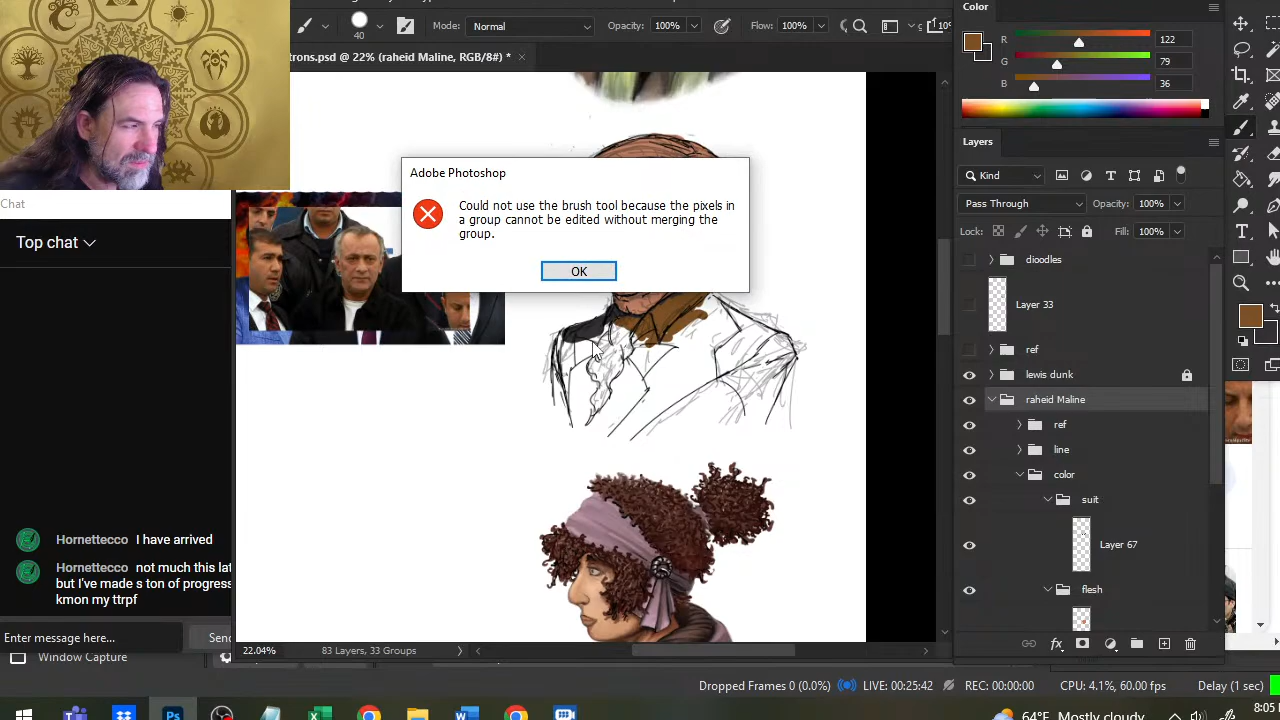 Mode: Normal
Opacity: 100%
Flow: 100%
10%
40
trons.psd @ 22% (raheid Maline, RGB/8#) *
Color
R 122
G 79
B 36
Chat
Top chat
Adobe Photoshop
Could not use the brush tool because the pixels in
a group cannot be edited without merging the
group.
OK
Layers
Kind
Pass Through
Opacity: 100%
Lock:
Fill: 100%
dioodles
Layer 33
ref
lewis dunk
raheid Maline
ref
line
color
suit
Layer 67
flesh
Hornettecco I have arrived
Hornettecco not much this lat
but I've made s ton of progress
kmon my ttrpf
Enter message here...
Send
22.04%
83 Layers, 33 Groups
Window Capture
Dropped Frames 0 (0.0%)
LIVE: 00:25:42
REC: 00:00:00
CPU: 4.1%, 60.00 fps
Delay (1 sec)
64°F Mostly cloudy
8:05